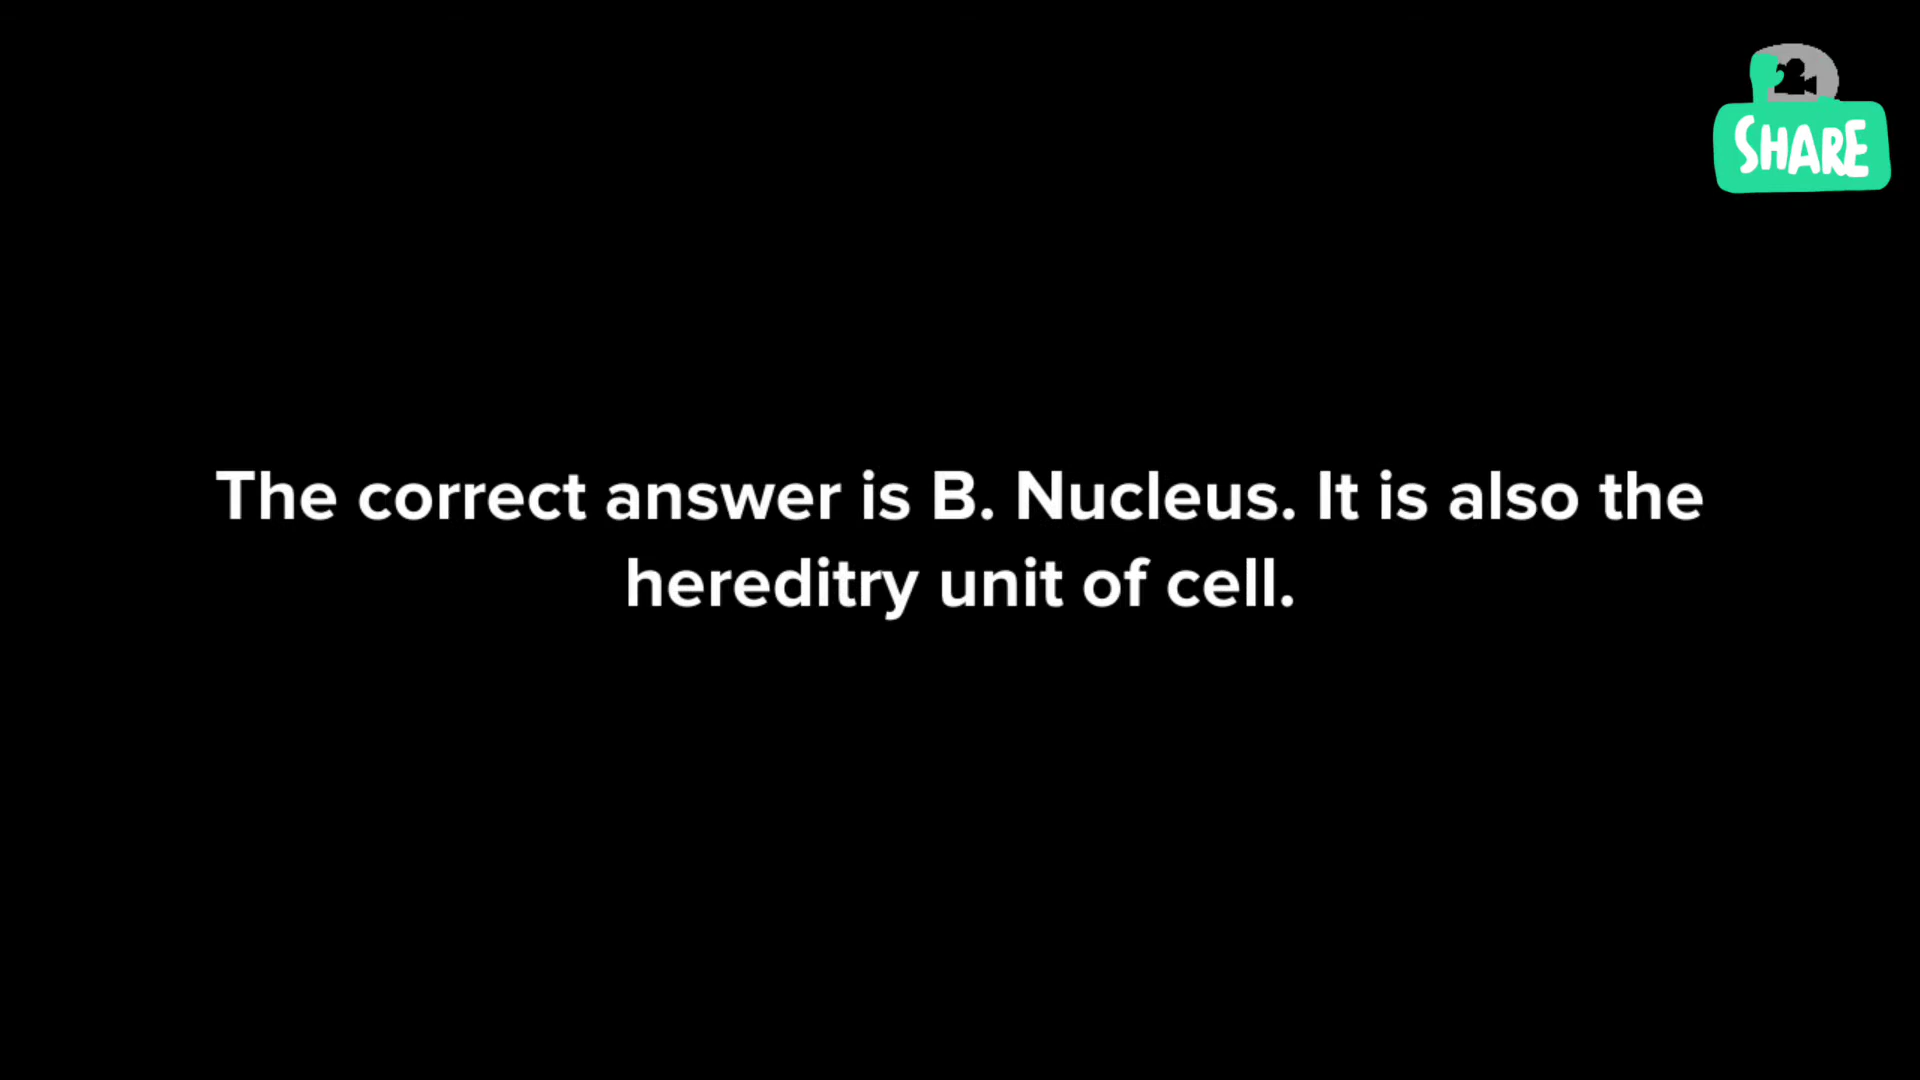 SHARE
The correct answer is B. Nucleus. It is also the
hereditry unit of cell.